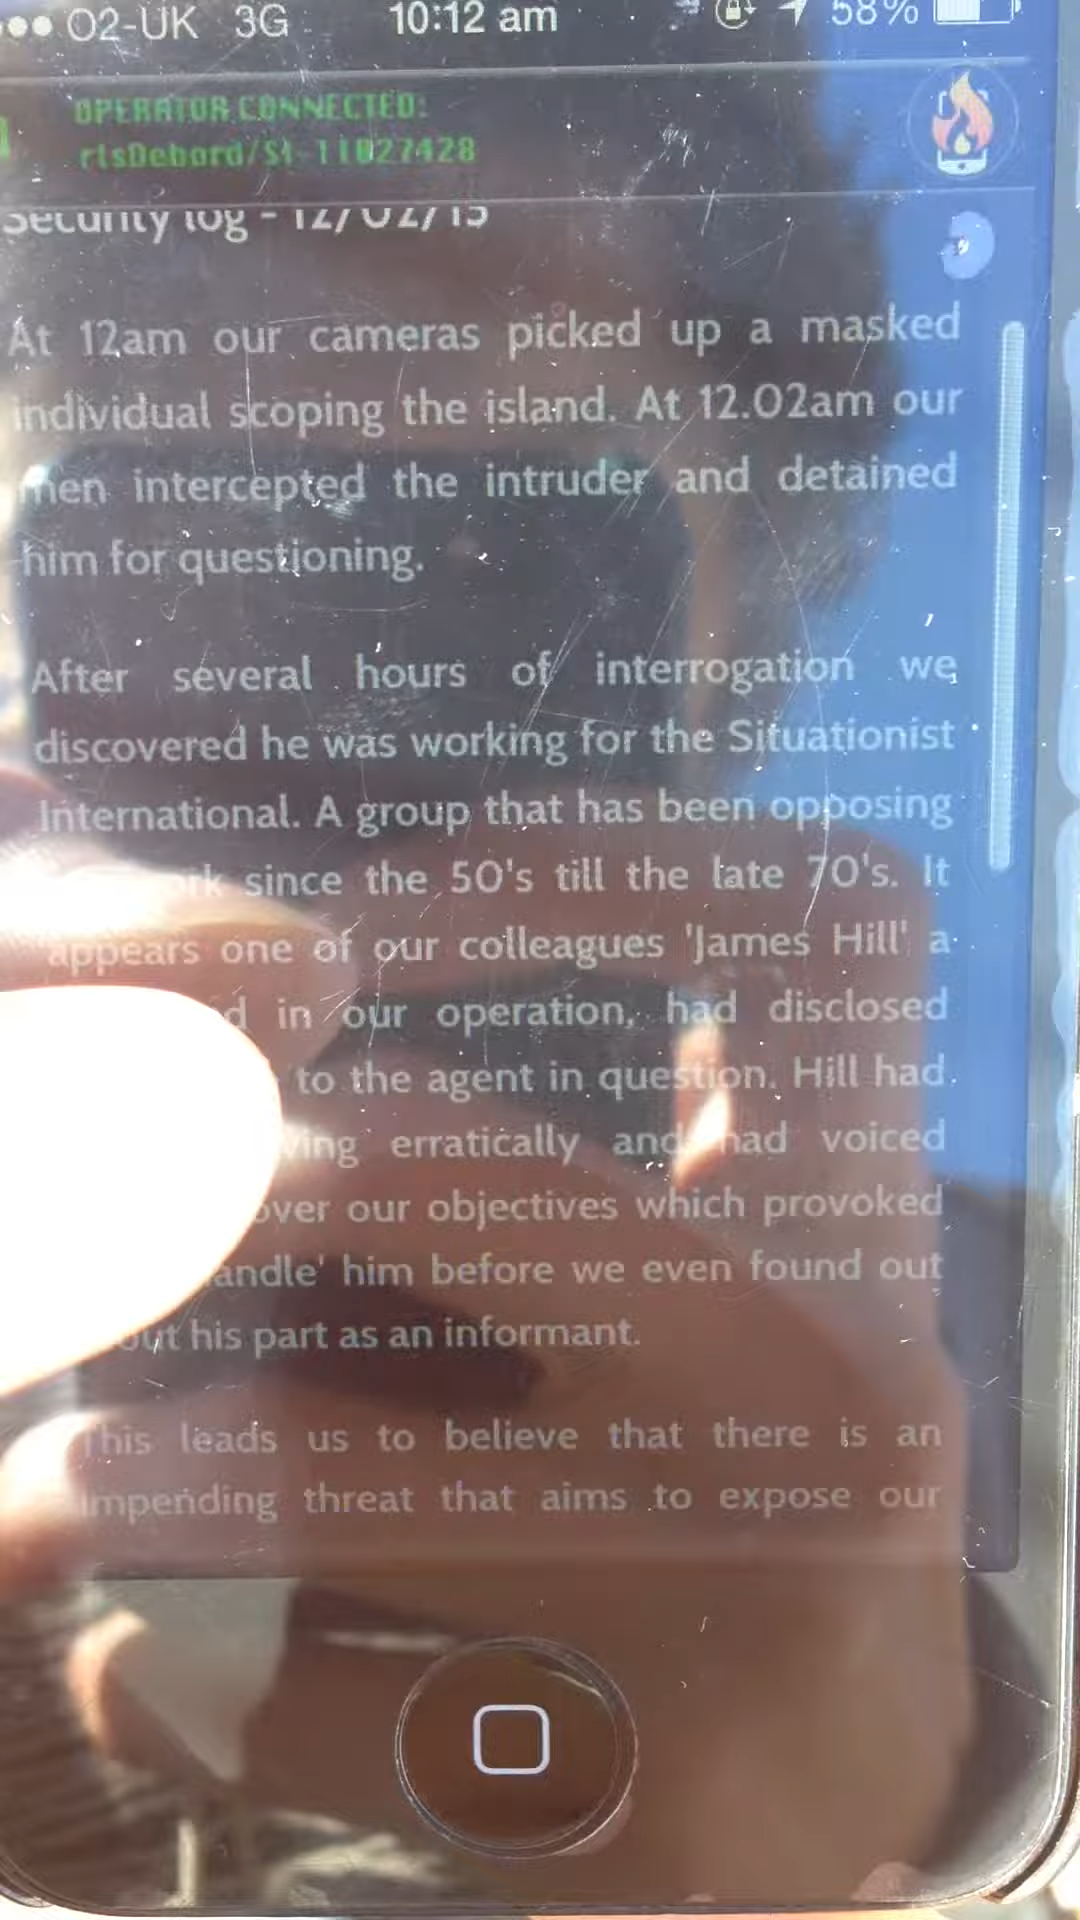 O2-UK 3G 10:12 am 58%
OPERATOR CONNECTED:
rlsDebord/S4-11027428
Security log - 12/02/15
At 12am our cameras picked up a masked
individual scoping the island. At 12.02am our
men intercepted the intruder and detained
him for questioning.
After several hours of interrogation we
discovered he was working for the Situationist
International. A group that has been opposing
since the 50's till the late 70's. It
appears one of our colleagues 'James Hill' a
in our operation, had disclosed
to the agent in question. Hill had
erratically and had voiced
over our objectives which provoked
him before we even found out
his part as an informant.
This leads us to believe that there is an
impending threat that aims to expose our